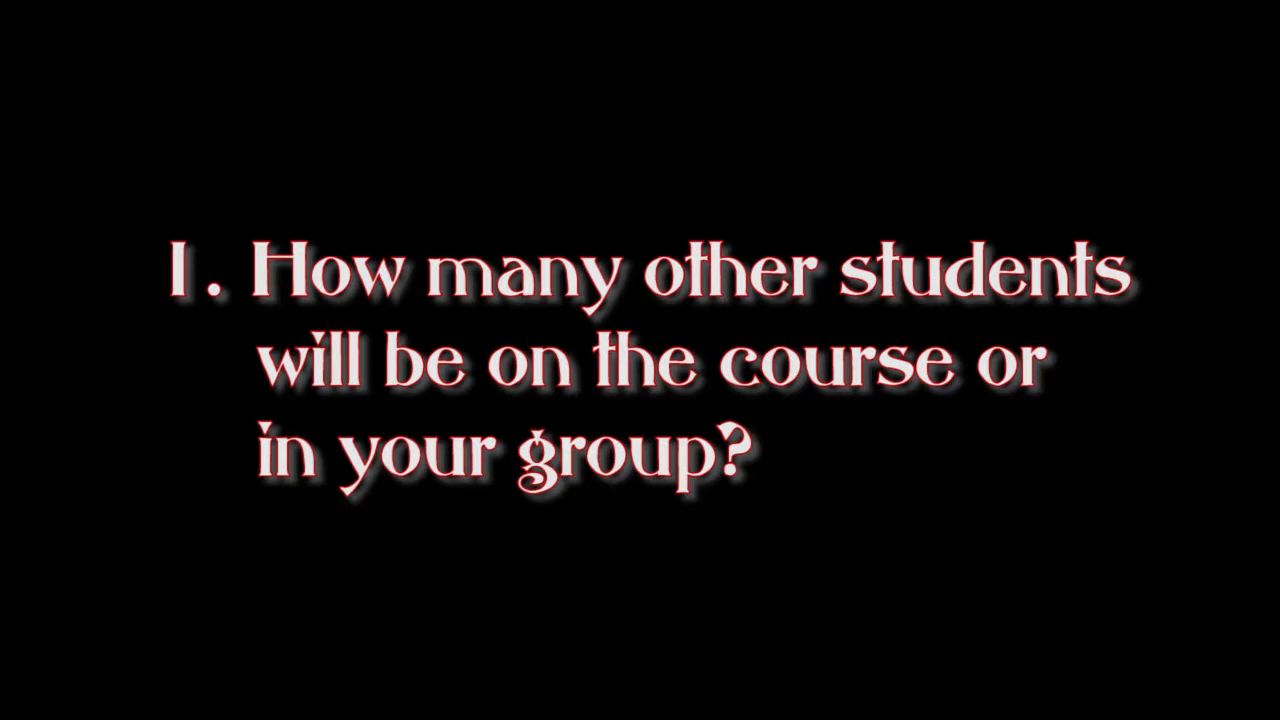 1. How many other students
will be on the course or
in your group?